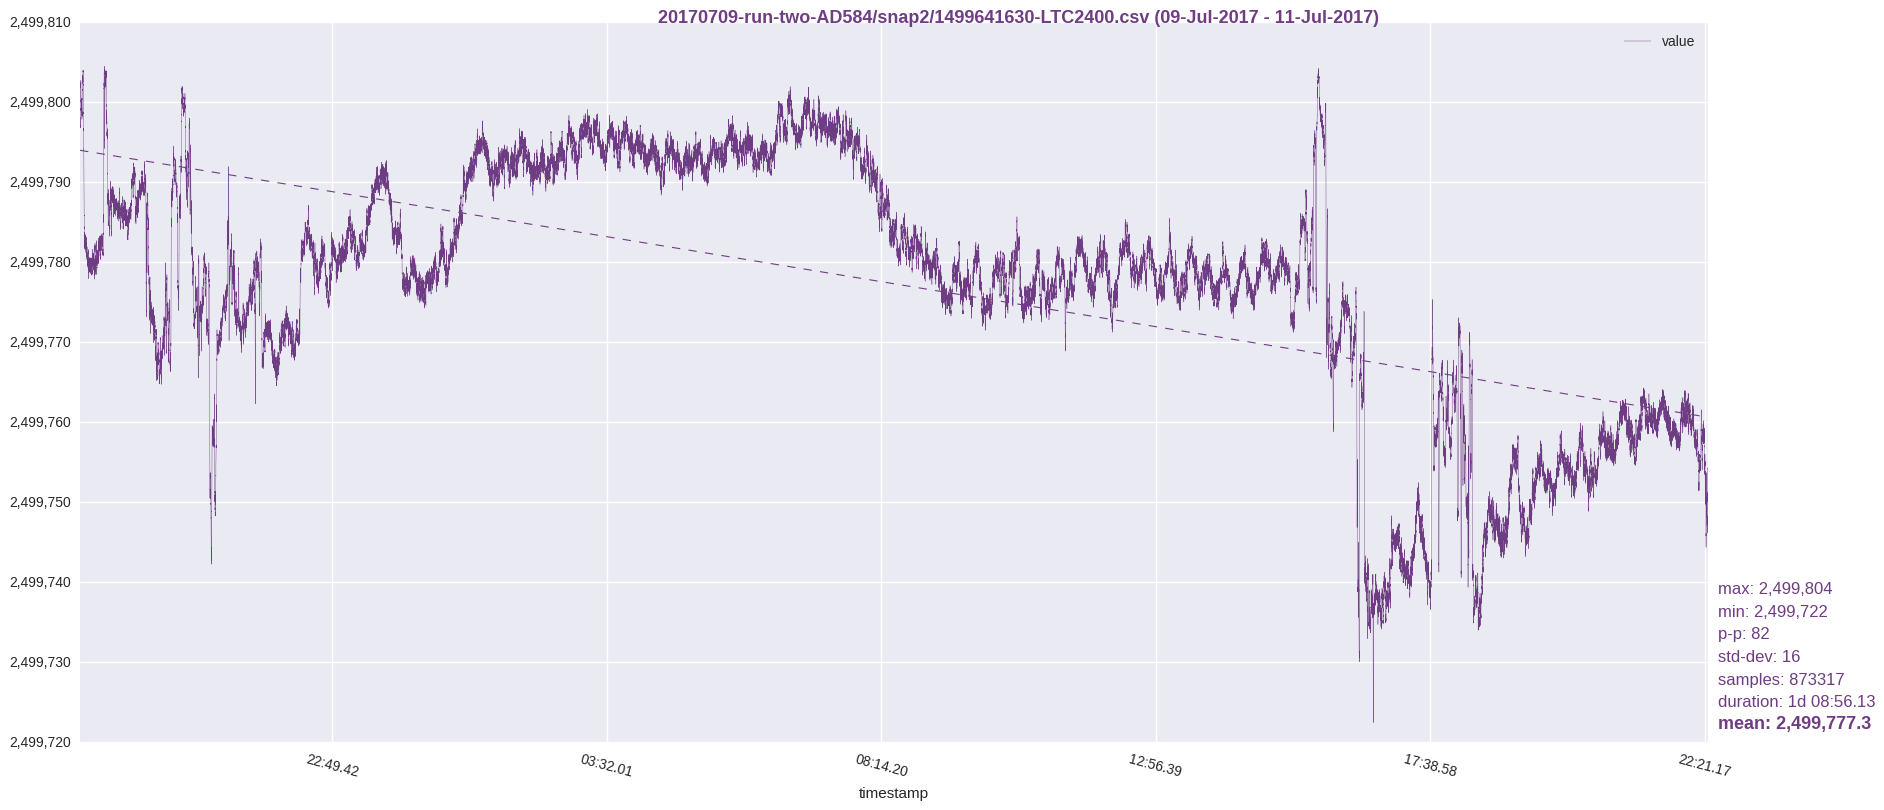 20170709-run-two-AD584/snap2/1499641630-LTC2400.csv (09-Jul-2017 - 11-Jul-2017)
value
2,499,810
2,499,800
2,499,790
2,499,780
2,499,770
2,499,760
2,499,750
2,499,740
2,499,730
2,499,720
max: 2,499,804
min: 2,499,722
p-p: 82
std-dev: 16
samples: 873317
duration: 1d 08:56.13
mean: 2,499,777.3
22:49.42
03:32.01
08:14.20
12:56.39
17:38.58
22:21.17
timestamp